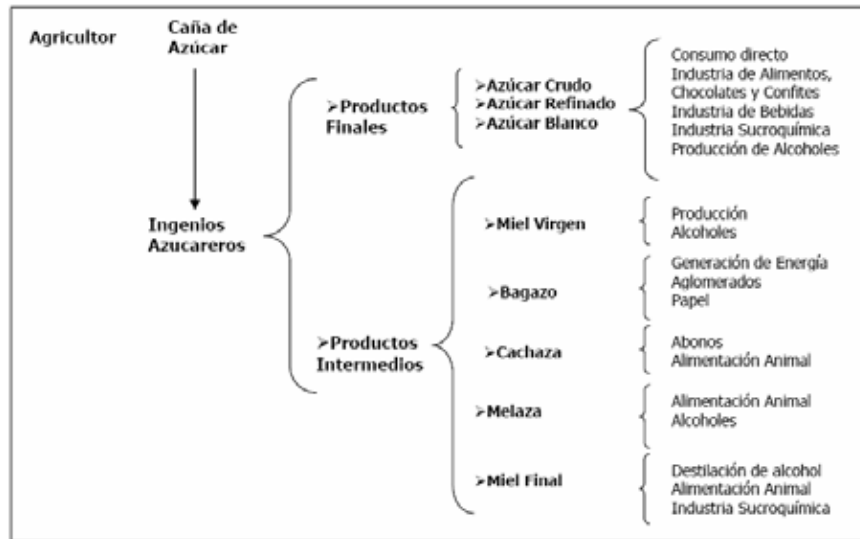 Agricultor
Caña de
Azúcar
Ingenios
Azucareros
➢Productos
Finales
➢Azúcar Crudo
➢Azúcar Refinado
➢Azúcar Blanco
Consumo directo
Industria de Alimentos,
Chocolates y Confites
Industria de Bebidas
Industria Sucroquímica
Producción de Alcoholes
➢Productos
Intermedios
➢Miel Virgen
Producción
Alcoholes
➢Bagazo
Generación de Energía
Aglomerados
Papel
➢Cachaza
Abonos
Alimentación Animal
➢Melaza
Alimentación Animal
Alcoholes
➢Miel Final
Destilación de alcohol
Alimentación Animal
Industria Sucroquímica